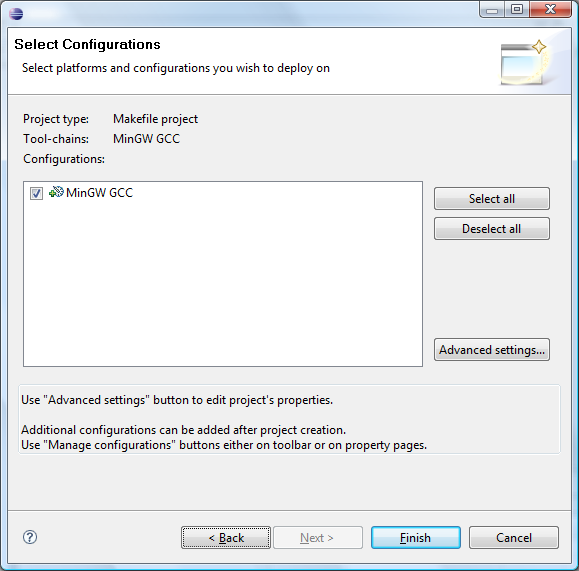 Select Configurations
Select platforms and configurations you wish to deploy on
Project type: Makefile project
Tool-chains: MinGW GCC
Configurations:
MinGW GCC
Select all
Deselect all
Advanced settings...
Use "Advanced settings" button to edit project's properties.
Additional configurations can be added after project creation.
Use "Manage configurations" buttons either on toolbar or on property pages.
? < Back Next > Finish Cancel